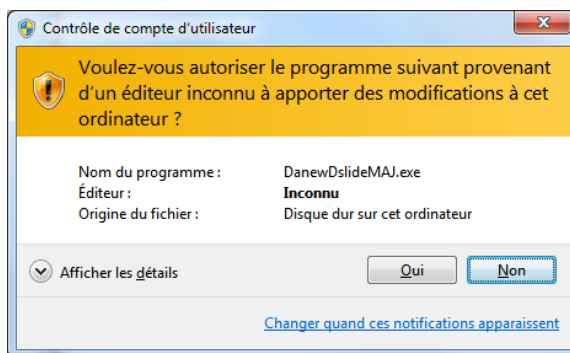 Contrôle de compte d'utilisateur
Voulez-vous autoriser le programme suivant provenant
d'un éditeur inconnu à apporter des modifications à cet
ordinateur ?
Nom du programme : DanewDslideMAJ.exe
Éditeur : Inconnu
Origine du fichier : Disque dur sur cet ordinateur
Afficher les détails Oui Non
Changer quand ces notifications apparaissent